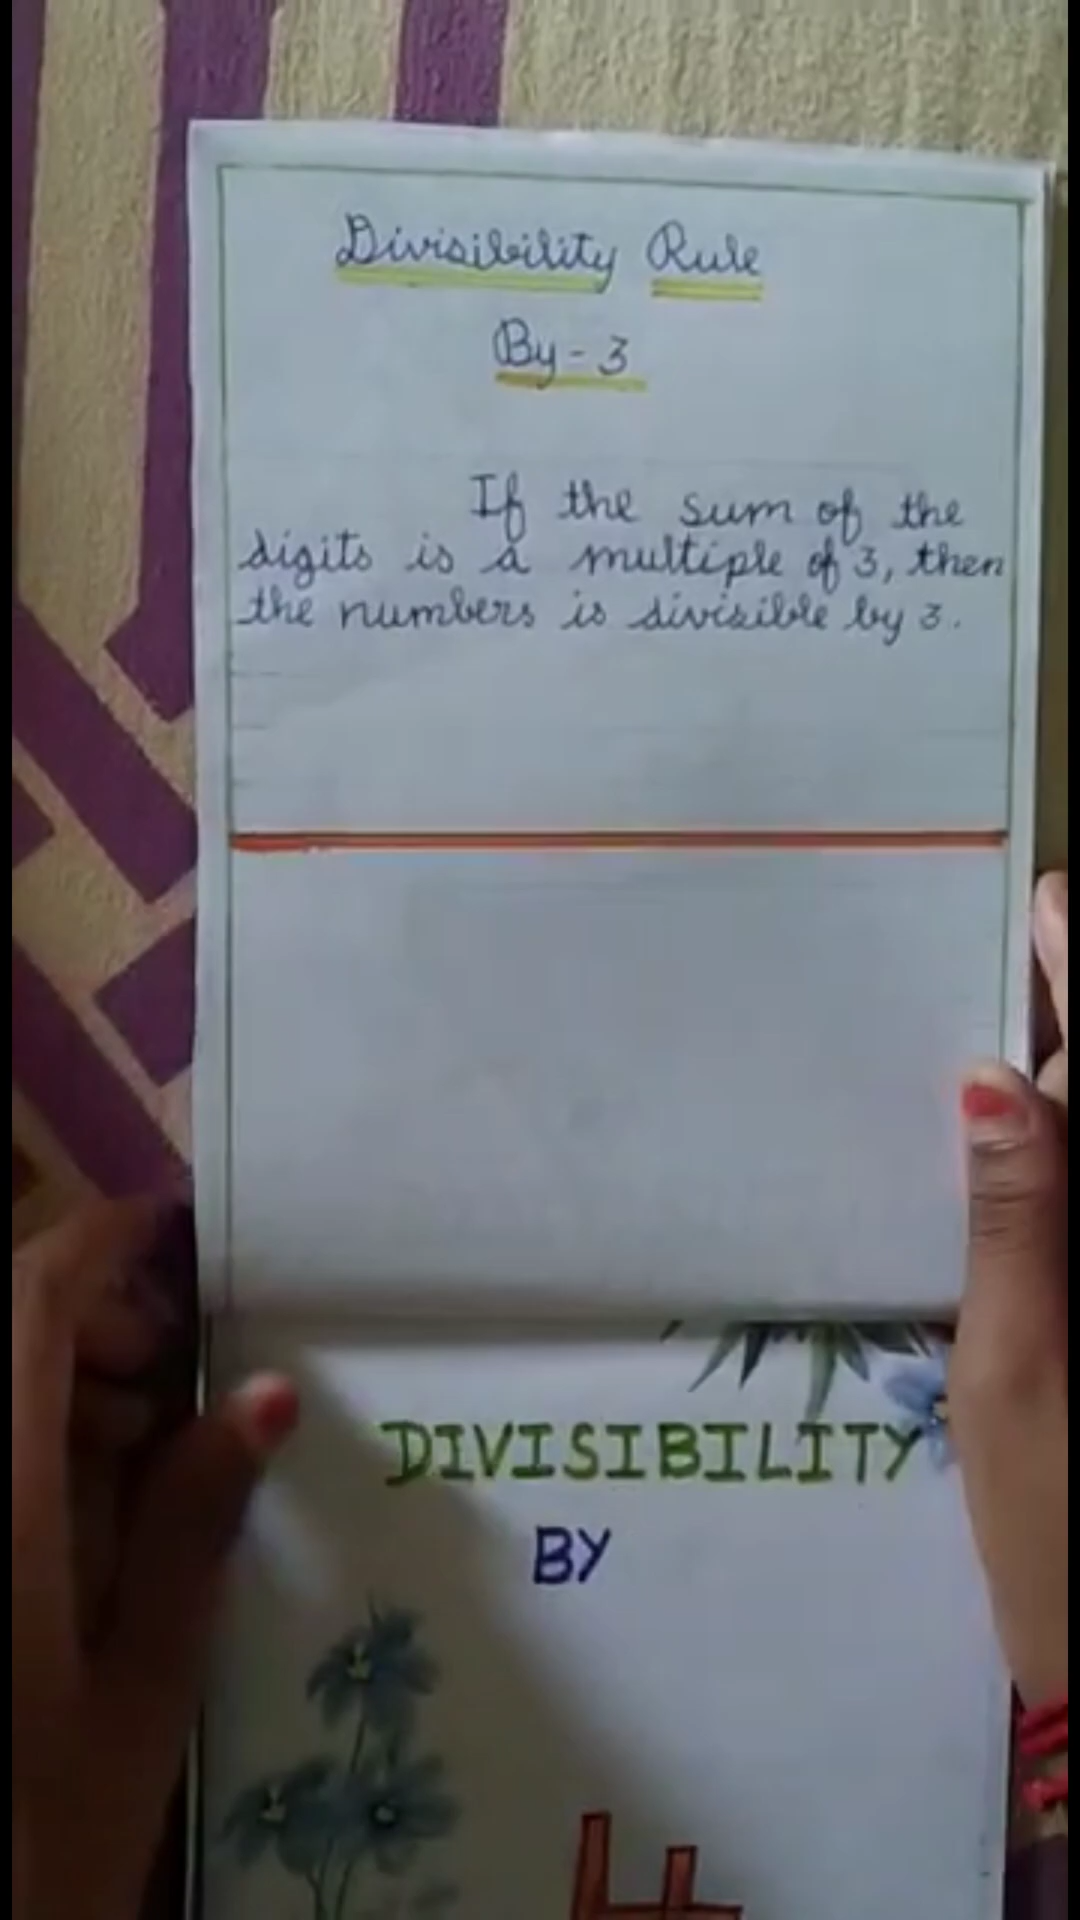 Divisibility Rule
By - 3
If the sum of the
digits is a multiple of 3, then
the numbers is divisible by 3.
DIVISIBILITY
BY
4